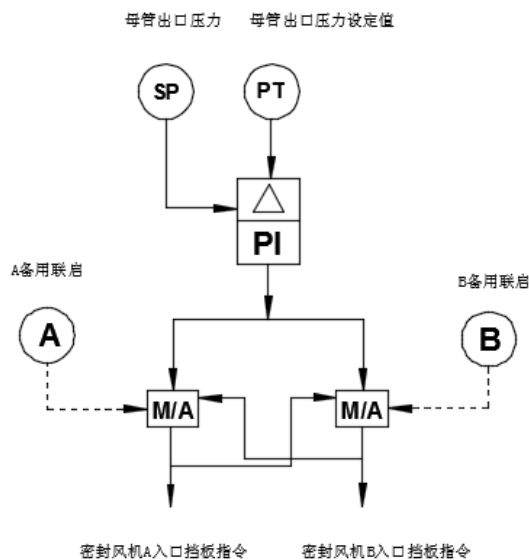 母管出口压力 母管出口压力设定值
SP PT
△
PI
A备用联启 B备用联启
A B
M/A M/A
密封风机A入口挡板指令 密封风机B入口挡板指令